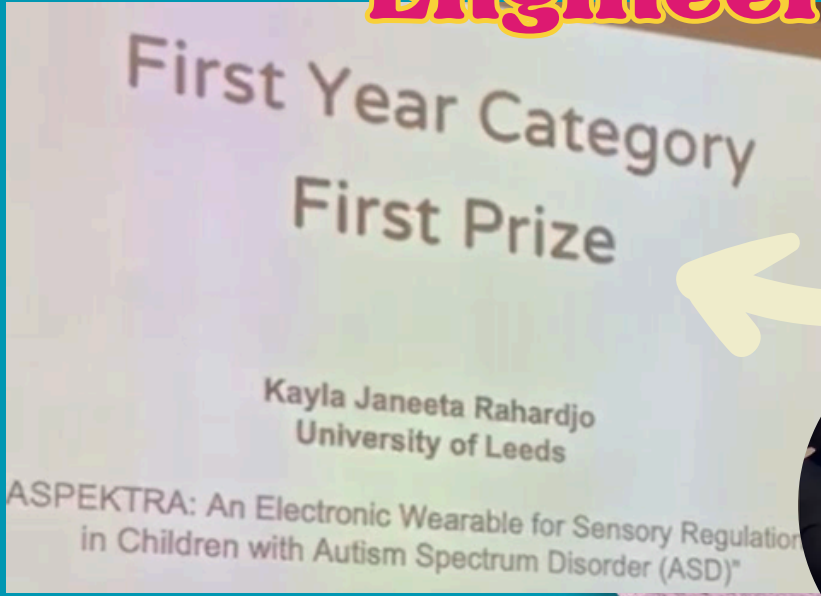 Engineer
First Year Category
First Prize
Kayla Janeeta Rahardjo
University of Leeds
ASPEKTRA: An Electronic Wearable for Sensory Regulation
in Children with Autism Spectrum Disorder (ASD)"